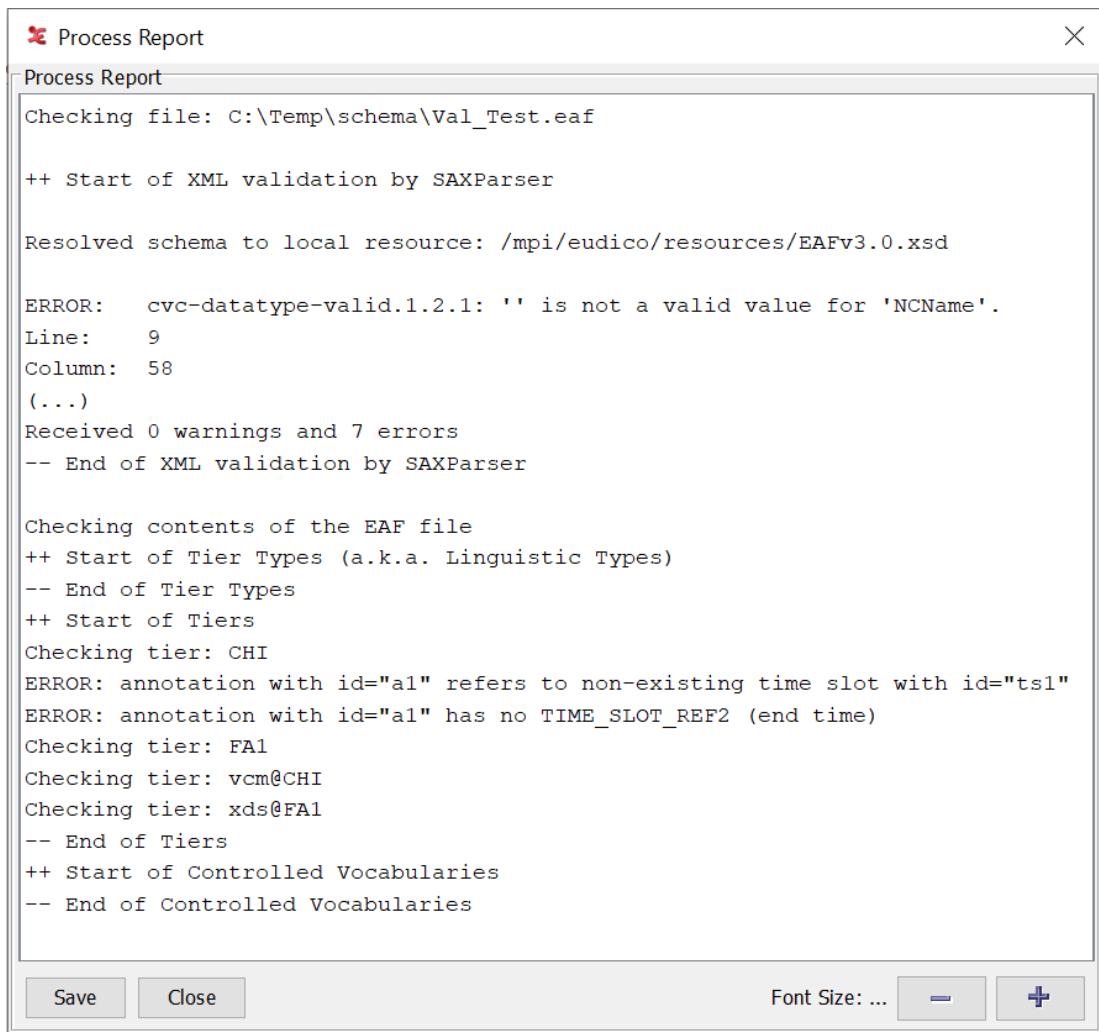 Process Report
Process Report
Checking file: C:\Temp\schema\Val_Test.eaf
++ Start of XML validation by SAXParser
Resolved schema to local resource: /mpi/eudico/resources/EAFv3.0.xsd
ERROR:   cvc-datatype-valid.1.2.1: '' is not a valid value for 'NCName'.
Line:    9
Column:  58
(...)
Received 0 warnings and 7 errors
-- End of XML validation by SAXParser
Checking contents of the EAF file
++ Start of Tier Types (a.k.a. Linguistic Types)
-- End of Tier Types
++ Start of Tiers
Checking tier: CHI
ERROR: annotation with id="a1" refers to non-existing time slot with id="ts1"
ERROR: annotation with id="a1" has no TIME_SLOT_REF2 (end time)
Checking tier: FA1
Checking tier: vcm@CHI
Checking tier: xds@FA1
-- End of Tiers
++ Start of Controlled Vocabularies
-- End of Controlled Vocabularies
Save Close Font Size: ...